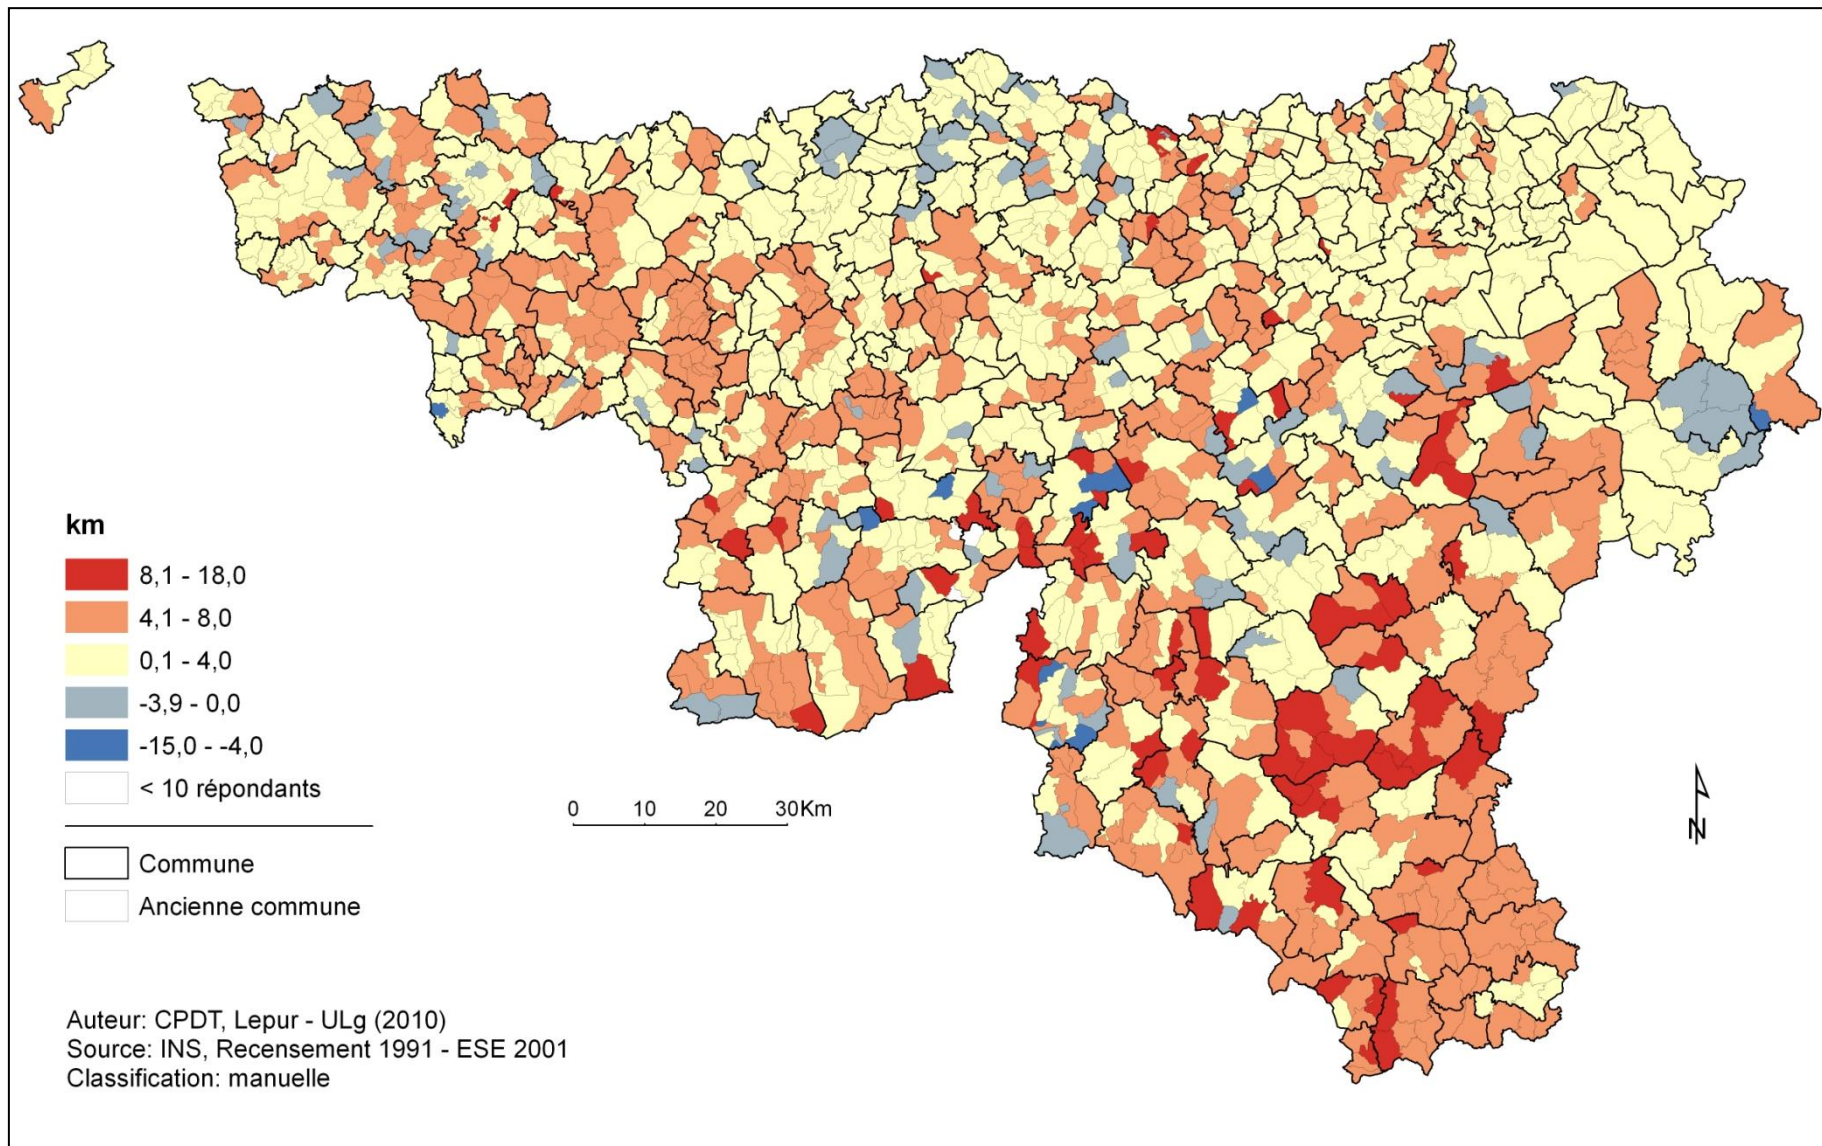 km
8,1 - 18,0
4,1 - 8,0
0,1 - 4,0
-3,9 - 0,0
-15,0 - -4,0
< 10 répondants
Commune
Ancienne commune
0 10 20 30Km
N
Auteur: CPDT, Lepur - ULg (2010)
Source: INS, Recensement 1991 - ESE 2001
Classification: manuelle